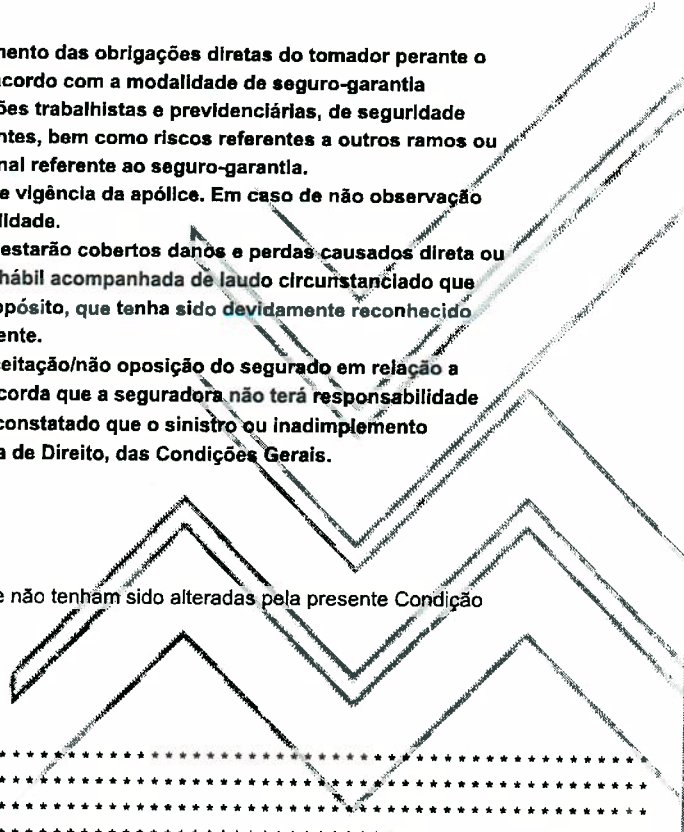 mento das obrigações diretas do tomador perante o
acordo com a modalidade de seguro-garantia
ões trabalhistas e previdenciárias, de seguridade
ntes, bem como riscos referentes a outros ramos ou
nal referente ao seguro-garantia.
e vigência da apólice. Em caso de não observação
lidade.
estarão cobertos danos e perdas causados direta ou
hábil acompanhada de laudo circunstanciado que
opósito, que tenha sido devidamente reconhecido
ente.
ceitação/não oposição do segurado em relação a
corda que a seguradora não terá responsabilidade
constatado que o sinistro ou inadimplemento
a de Direito, das Condições Gerais.
e não tenham sido alteradas pela presente Condição